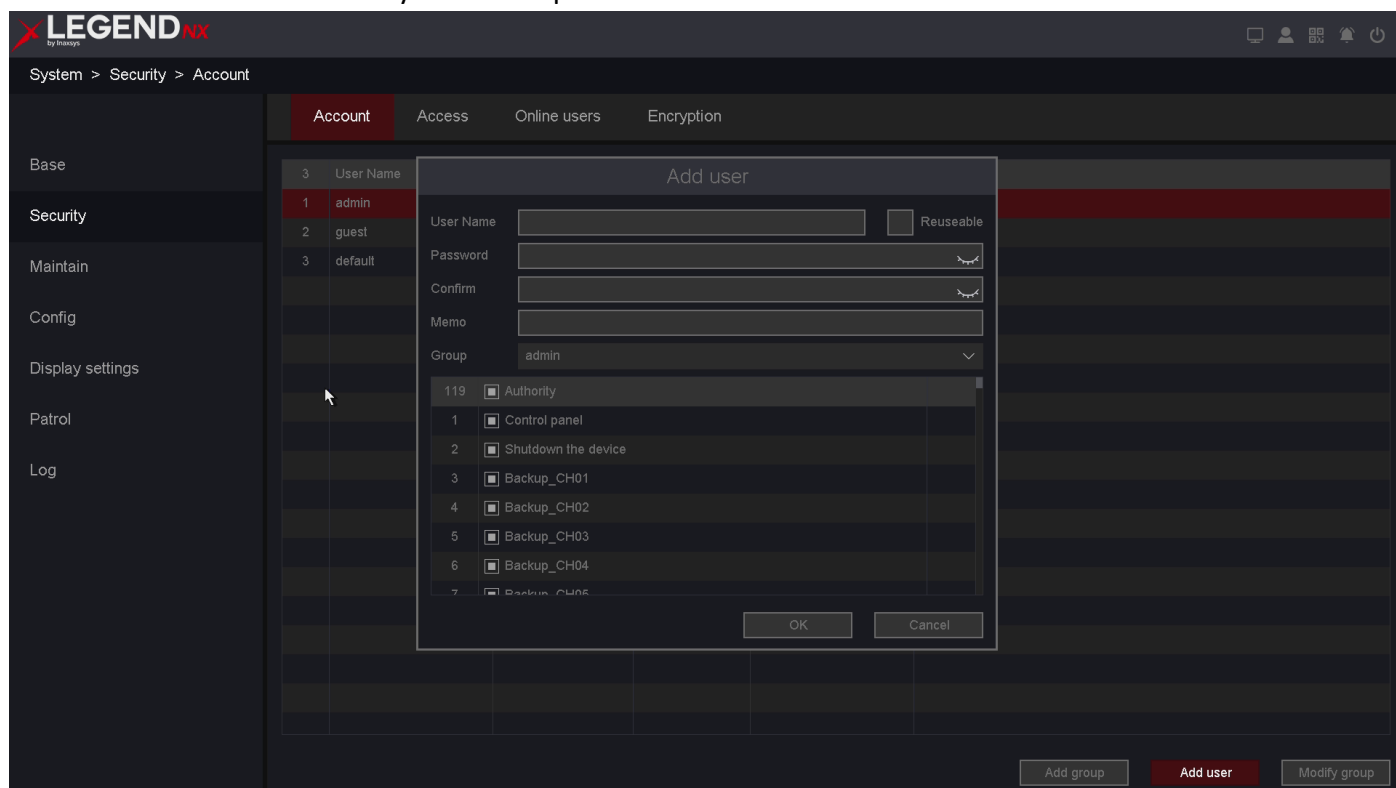 LEGEND NX
by Inaxsys
System > Security > Account
Account Access Online users Encryption
Base
Security
Maintain
Config
Display settings
Patrol
Log
3 User Name
1 admin
2 guest
3 default
Add user
User Name Reuseable
Password
Confirm
Memo
Group admin
119 Authority
1 Control panel
2 Shutdown the device
3 Backup_CH01
4 Backup_CH02
5 Backup_CH03
6 Backup_CH04
7 Backup_CH05
OK Cancel
Add group Add user Modify group